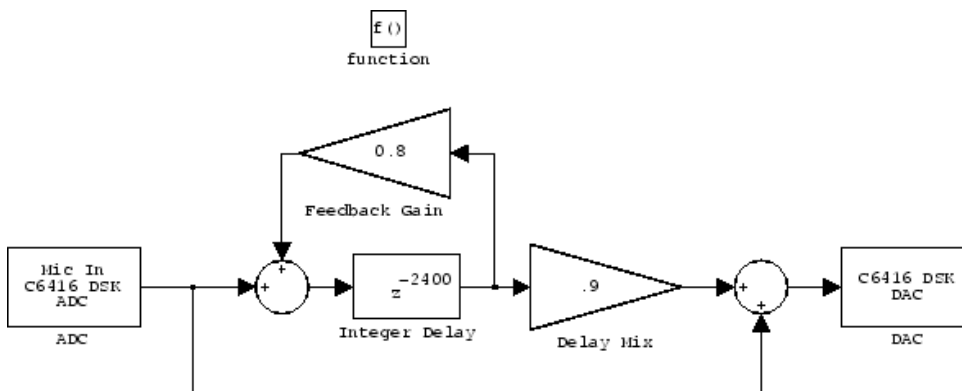 f()
function
0.8
Feedback Gain
+
Mic In
C6416 DSK
ADC
ADC
+
z^-2400
Integer Delay
.9
Delay Mix
+
+
C6416 DSK
DAC
DAC